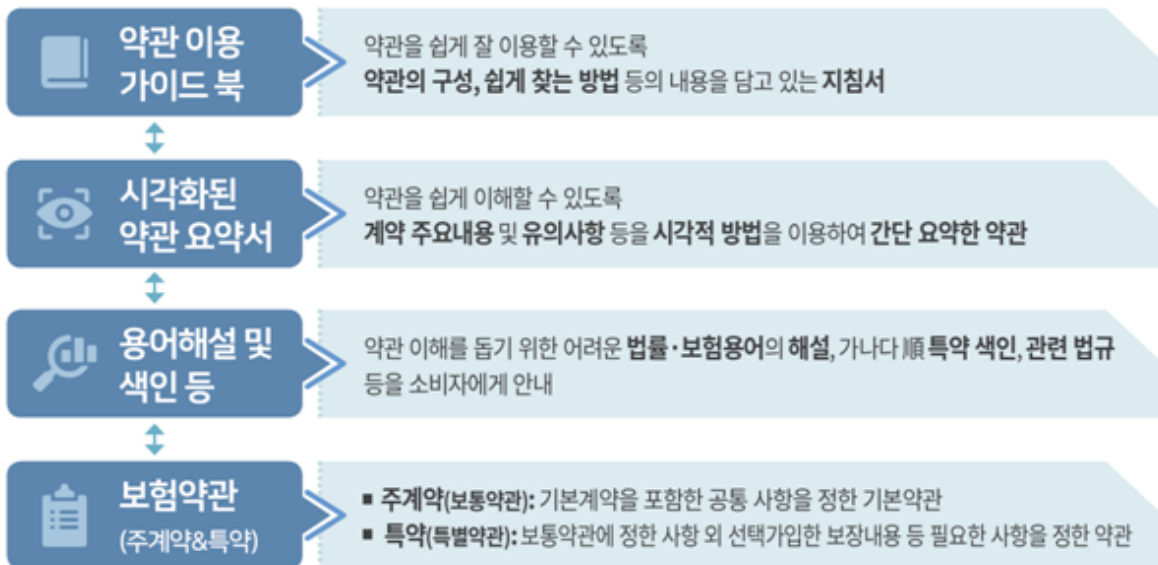 약관 이용
가이드 북
약관을 쉽게 잘 이용할 수 있도록
약관의 구성, 쉽게 찾는 방법 등의 내용을 담고 있는 지침서
시각화된
약관 요약서
약관을 쉽게 이해할 수 있도록
계약 주요내용 및 유의사항 등을 시각적 방법을 이용하여 간단 요약한 약관
용어해설 및
색인 등
약관 이해를 돕기 위한 어려운 법률·보험용어의 해설, 가나다 順 특약 색인, 관련 법규
등을 소비자에게 안내
보험약관
(주계약&특약)
▪ 주계약(보통약관): 기본계약을 포함한 공통 사항을 정한 기본약관
▪ 특약(특별약관): 보통약관에 정한 사항 외 선택가입한 보장내용 등 필요한 사항을 정한 약관